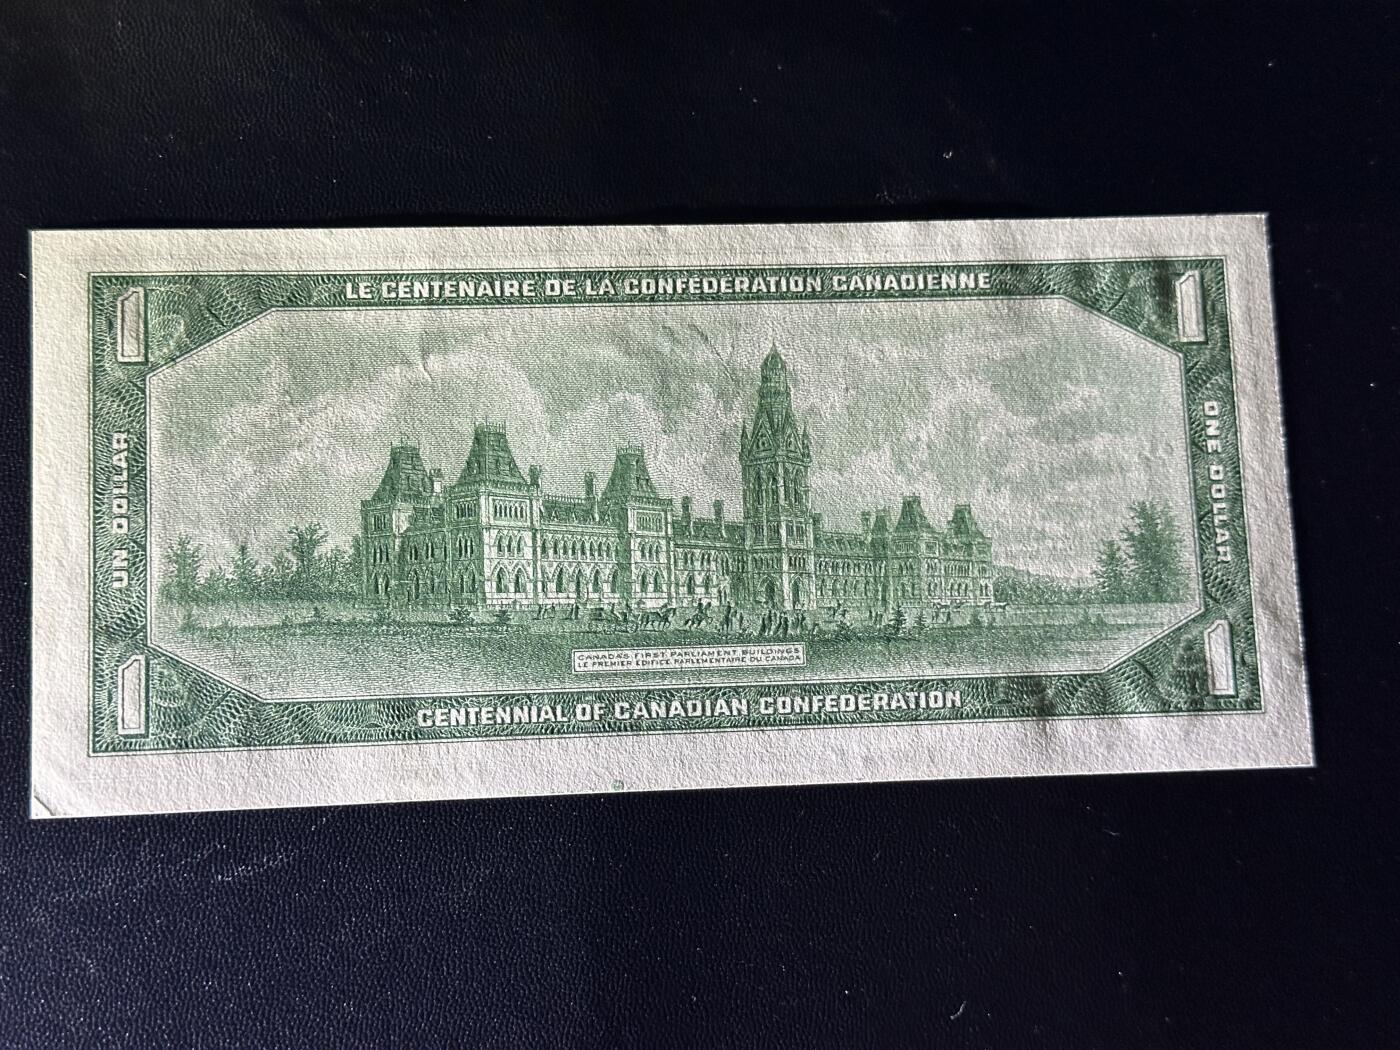 LE CENTENAIRE DE LA CONFÉDÉRATION CANADIENNE
1
1
UN DOLLAR
ONE DOLLAR
CANADA'S FIRST PARLIAMENT BUILDINGS
LE PREMIER ÉDIFICE PARLEMENTAIRE DU CANADA
1
1
CENTENNIAL OF CANADIAN CONFEDERATION